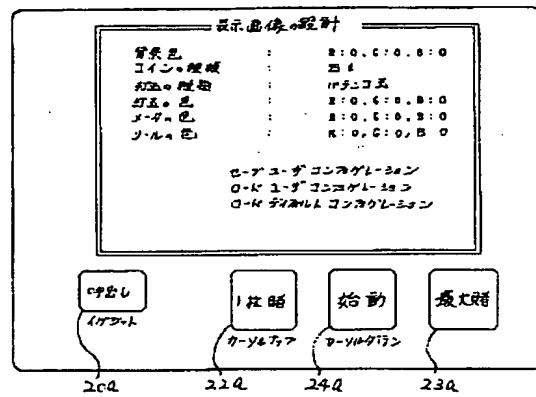 表示画像の設計
背景色 : R:0, G:0, B:0
コインの種類 : 25¢
打玉の種類 : パチンコ玉
打玉の色 : R:0, G:0, B:0
メータの色 : R:0, G:0, B:0
リールの色 : R:0, G:0, B:0
セーブ ユーザ コンフィグレーション
ロード ユーザ コンフィグレーション
ロード ディフォルト コンフィグレーション
呼出し
1枚賭
始動
最大賭
イグジット
カーソルアップ
カーソルダウン
20a
22a
24a
23a